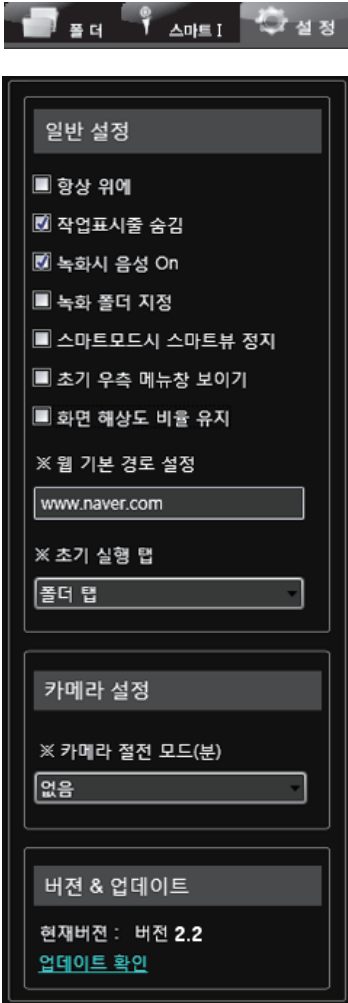 폴 더 스마트 I 설 정
일반 설정
항상 위에
작업표시줄 숨김
녹화시 음성 On
녹화 폴더 지정
스마트모드시 스마트뷰 정지
초기 우측 메뉴창 보이기
화면 해상도 비율 유지
※ 웹 기본 경로 설정
www.naver.com
※ 초기 실행 탭
폴더 탭
카메라 설정
※ 카메라 절전 모드(분)
없음
버젼 & 업데이트
현재버젼 : 버전 2.2
업데이트 확인